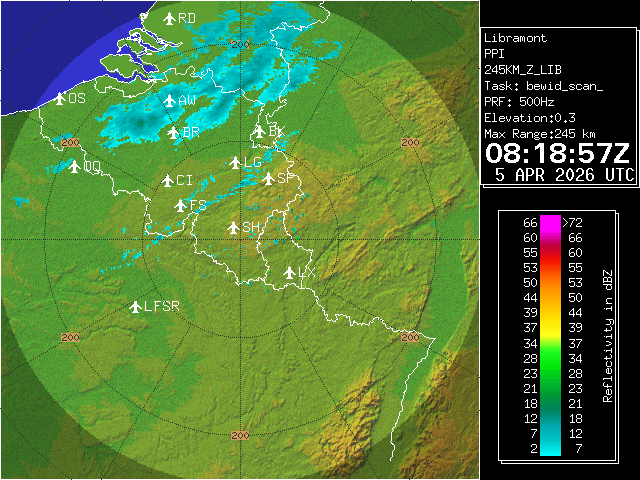 RD
200
OS
AW
BR
BK
200
200
QQ
LG
CI
SP
FS
SH
LX
LFSR
200
200
200
Libramont
PPI
245KM_Z_LIB
Task: bewid_scan_
PRF: 500Hz
Elevation:0.3
Max Range:245 km
08:18:57Z
5 APR 2026 UTC
66 >72
60 66
55 60
53 55
50 53
44 50
39 44
37 39
34 37
28 34
23 28
21 23
18 21
12 18
7 12
2 7
Reflectivity in dBZ